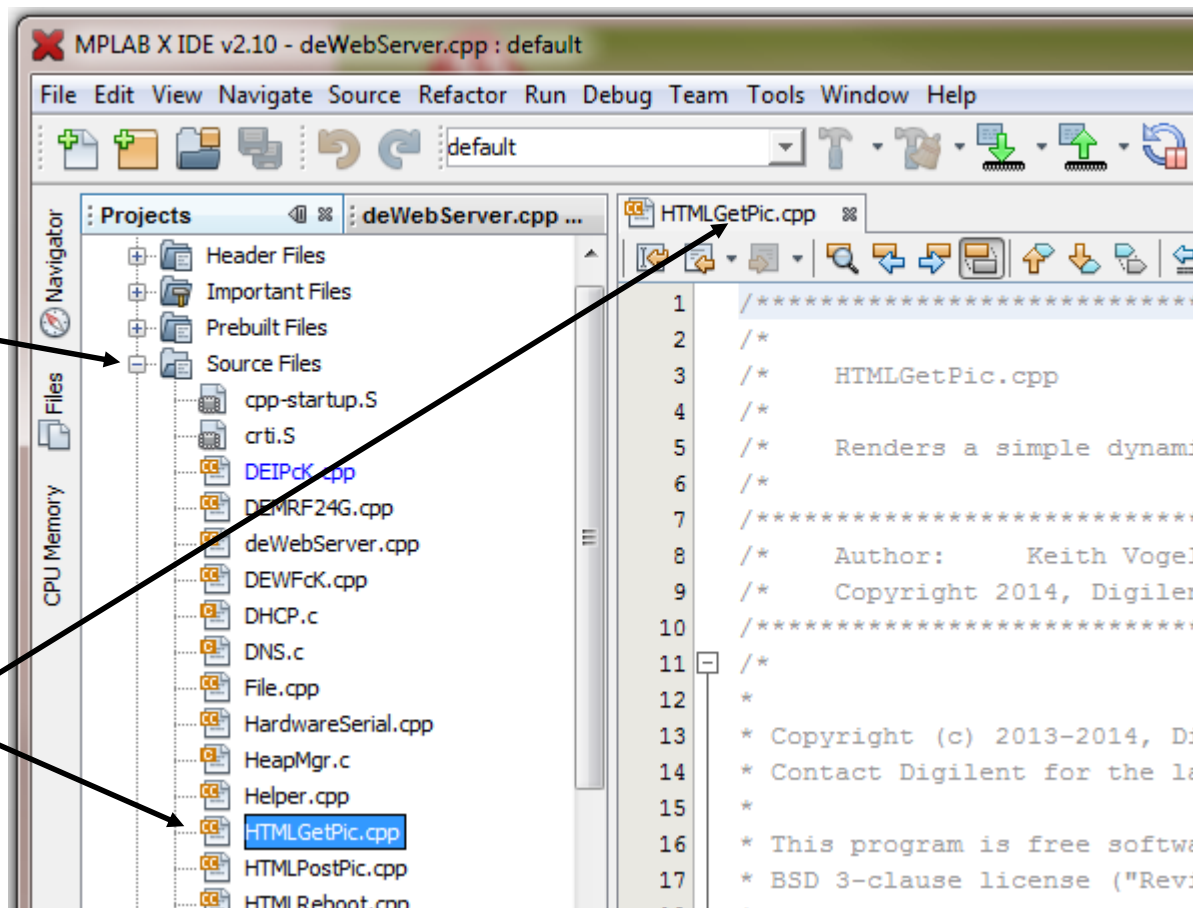 MPLAB X IDE v2.10 - deWebServer.cpp : default
File Edit View Navigate Source Refactor Run Debug Team Tools Window Help
default
Navigator
Files
CPU Memory
Projects
deWebServer.cpp ...
Header Files
Important Files
Prebuilt Files
Source Files
cpp-startup.S
crti.S
DEIPcK.cpp
DEMRF24G.cpp
deWebServer.cpp
DEWFcK.cpp
DHCP.c
DNS.c
File.cpp
HardwareSerial.cpp
HeapMgr.c
Helper.cpp
HTMLGetPic.cpp
HTMLPostPic.cpp
HTMLReboot.cpp
HTMLGetPic.cpp
1 /****************************
2 /*
3 /* HTMLGetPic.cpp
4 /*
5 /* Renders a simple dynami
6 /*
7 /****************************
8 /* Author: Keith Vogel
9 /* Copyright 2014, Digilen
10 /****************************
11 /*
12 *
13 * Copyright (c) 2013-2014, Di
14 * Contact Digilent for the la
15 *
16 * This program is free softwa
17 * BSD 3-clause license ("Revi